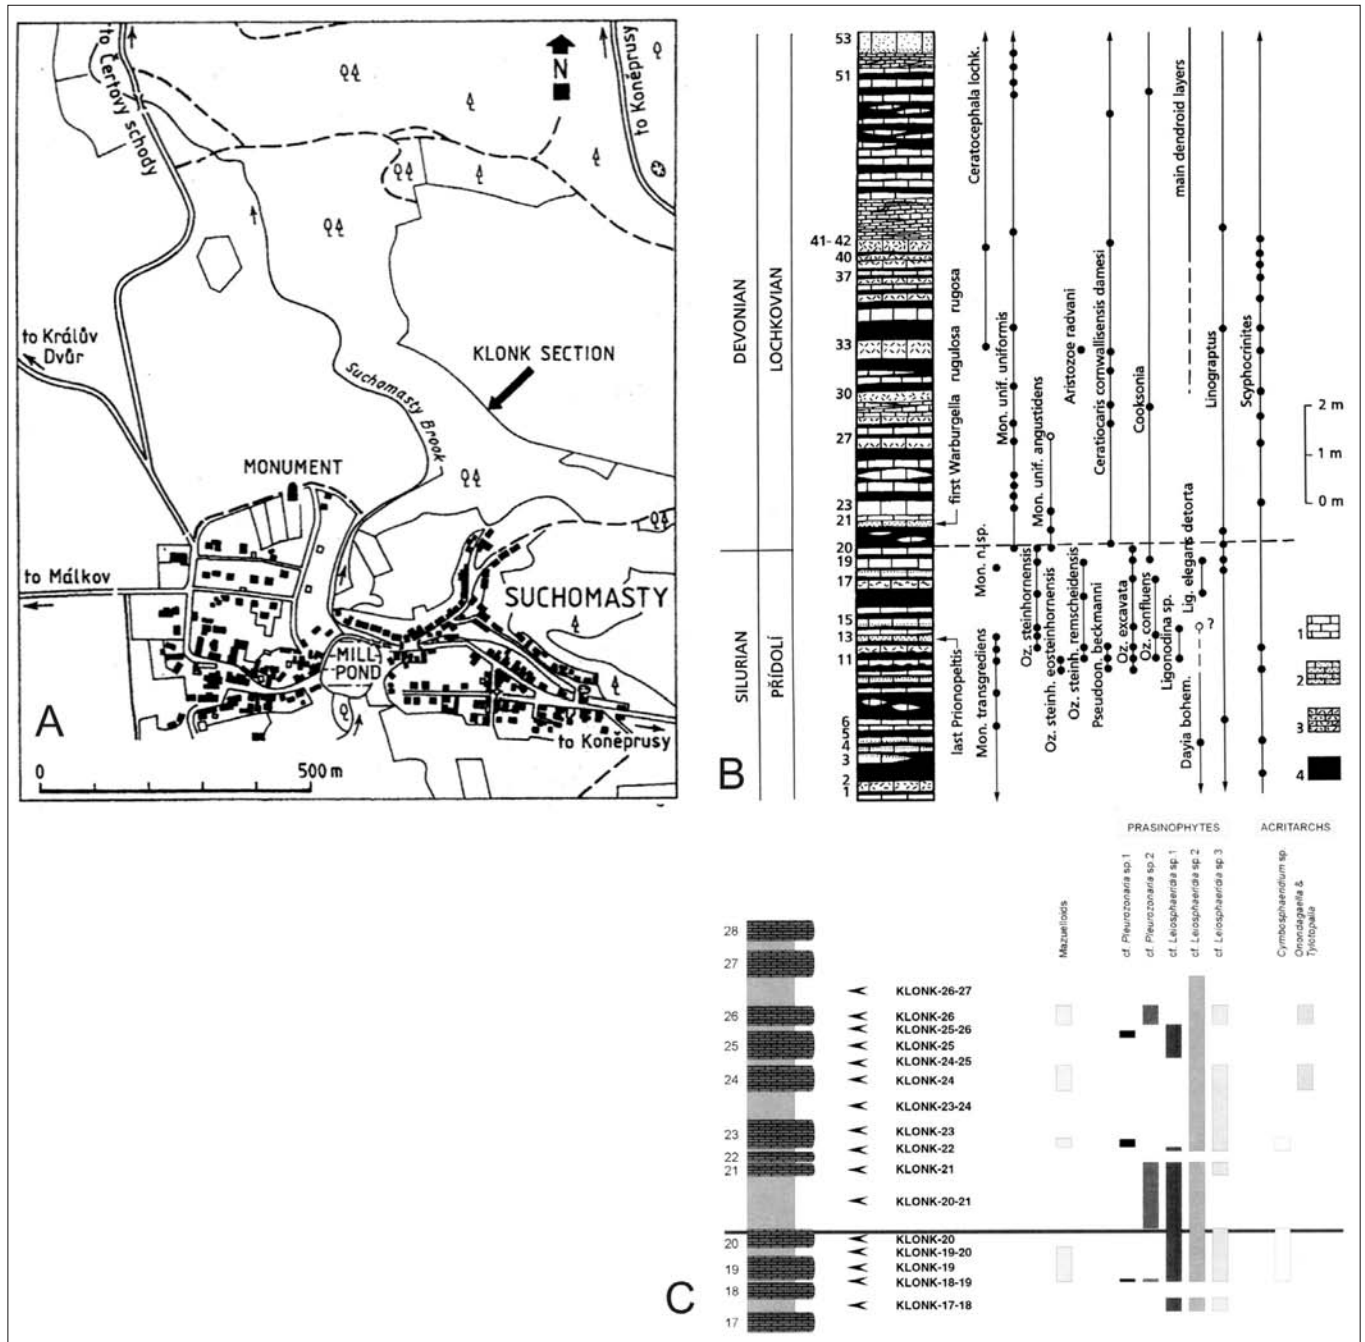 to Čertovy schody
N
to Koněprusy
to Králův
Dvůr
KLONK SECTION
Suchomasty Brook
MONUMENT
to Málkov
SUCHOMASTY
MILL
POND
A
to Koněprusy
0 500 m
DEVONIAN
LOCHKOVIAN
SILURIAN
PŘÍDOLÍ
53
51
41-42
40
37
33
30
27
23
21
20
19
17
15
13
11
6
5
4
3
2
1
first Warburgella rugulosa rugosa
last Prionopeltis
Ceratocephala lochk.
Mon. unif. uniformis
Mon. n. sp.
Mon. transgrediens
Mon. unif. angustidens
Oz. steinhornensis
Oz. steinh. eosteinhornensis
Oz. steinh. remscheidensis
Aristozoe radvani
Pseudoon. beckmanni
Ceratiocaris cornwallisensis damesi
Oz. excavata
Cooksonia
Oz. confluens
Ligonodina sp.
main dendroid layers
Lig. elegans detorta
?
Dayia bohem.
Linograptus
Scyphocrinites
2 m
1 m
0 m
1
2
3
4
B
PRASINOPHYTES
ACRITARCHS
Mazuelloids
cf. Pleurozonaria sp.1
cf. Pleurozonaria sp.2
cf. Leiosphaeridia sp.1
cf. Leiosphaeridia sp.2
cf. Leiosphaeridia sp.3
Cymbosphaeridium sp.
Onondagaella &
Tylotopalla
28
27
KLONK-26-27
26
KLONK-26
KLONK-25-26
25
KLONK-25
KLONK-24-25
24
KLONK-24
KLONK-23-24
23
KLONK-23
22
KLONK-22
21
KLONK-21
KLONK-20-21
20
KLONK-20
KLONK-19-20
19
KLONK-19
KLONK-18-19
18
KLONK-17-18
17
C